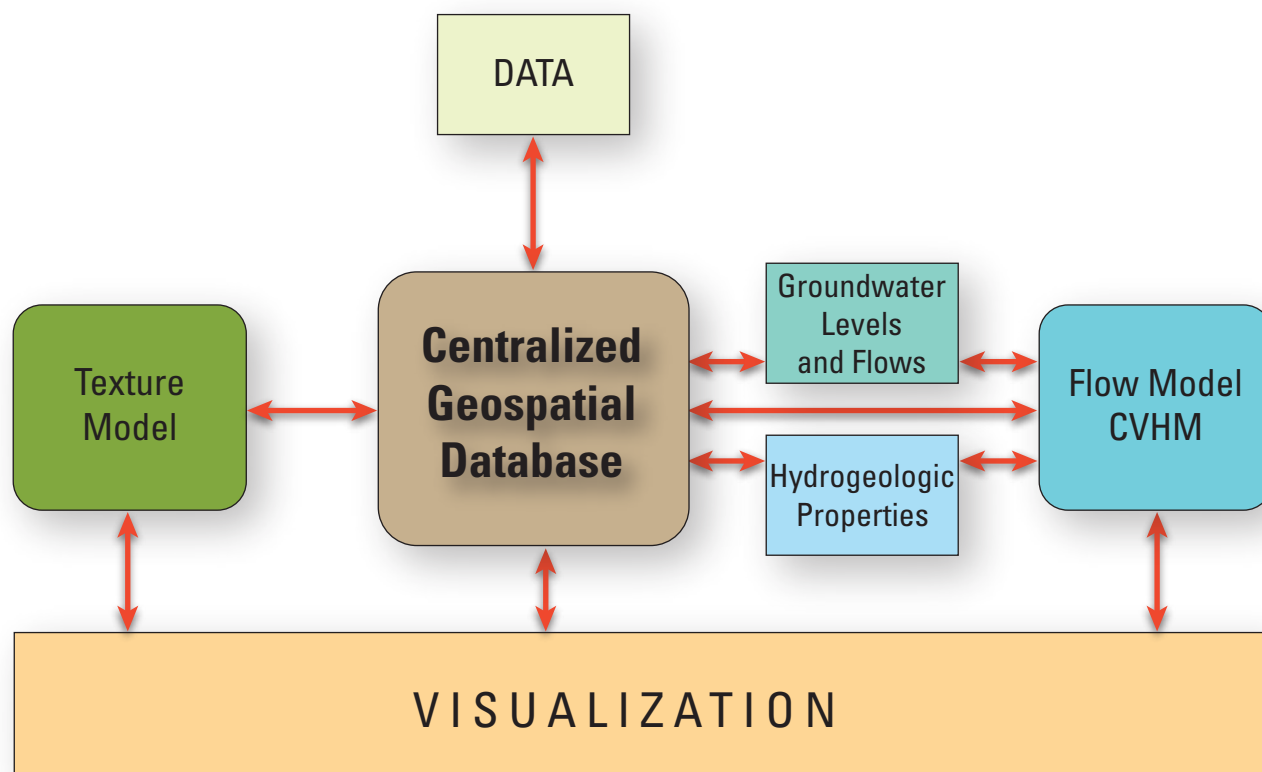 DATA
Texture
Model
Centralized
Geospatial
Database
Groundwater
Levels
and Flows
Hydrogeologic
Properties
Flow Model
CVHM
VISUALIZATION